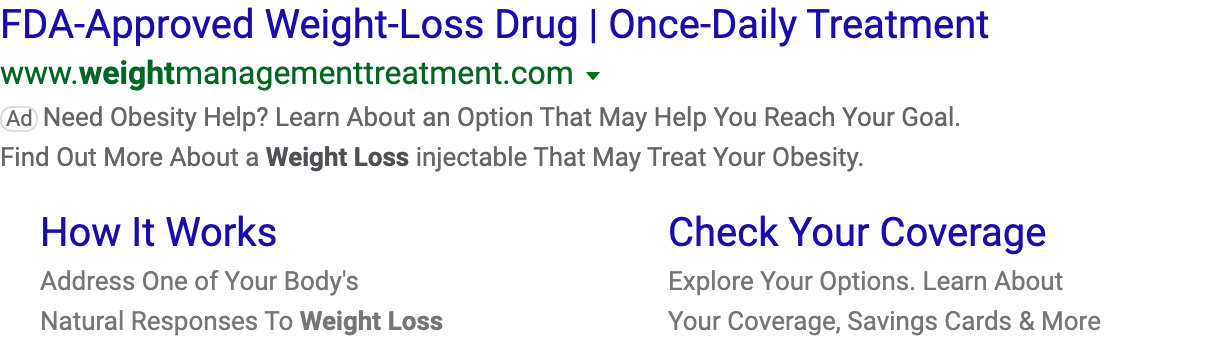 FDA-Approved Weight-Loss Drug | Once-Daily Treatment
www.weightmanagementtreatment.com
Ad Need Obesity Help? Learn About an Option That May Help You Reach Your Goal.
Find Out More About a Weight Loss injectable That May Treat Your Obesity.
How It Works
Address One of Your Body's
Natural Responses To Weight Loss
Check Your Coverage
Explore Your Options. Learn About
Your Coverage, Savings Cards & More